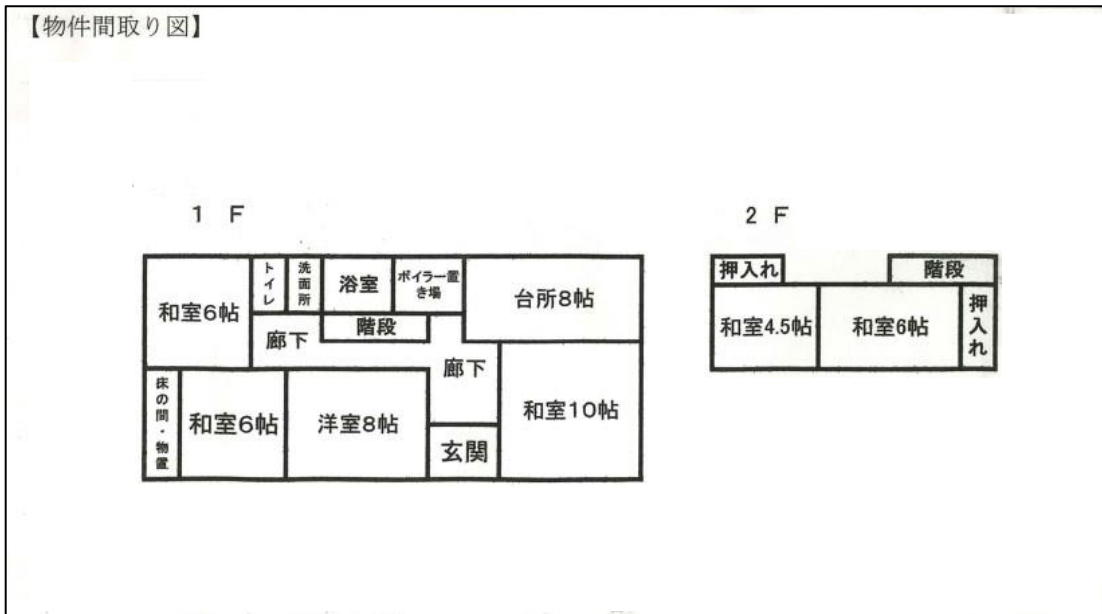 【物件間取り図】
1 F
2 F
和室6帖
トイレ
洗面所
浴室
ボイラー置
き場
台所8帖
階段
廊下
廊下
床の間・物置
和室6帖
洋室8帖
玄関
和室10帖
押入れ
階段
和室4.5帖
和室6帖
押入れ